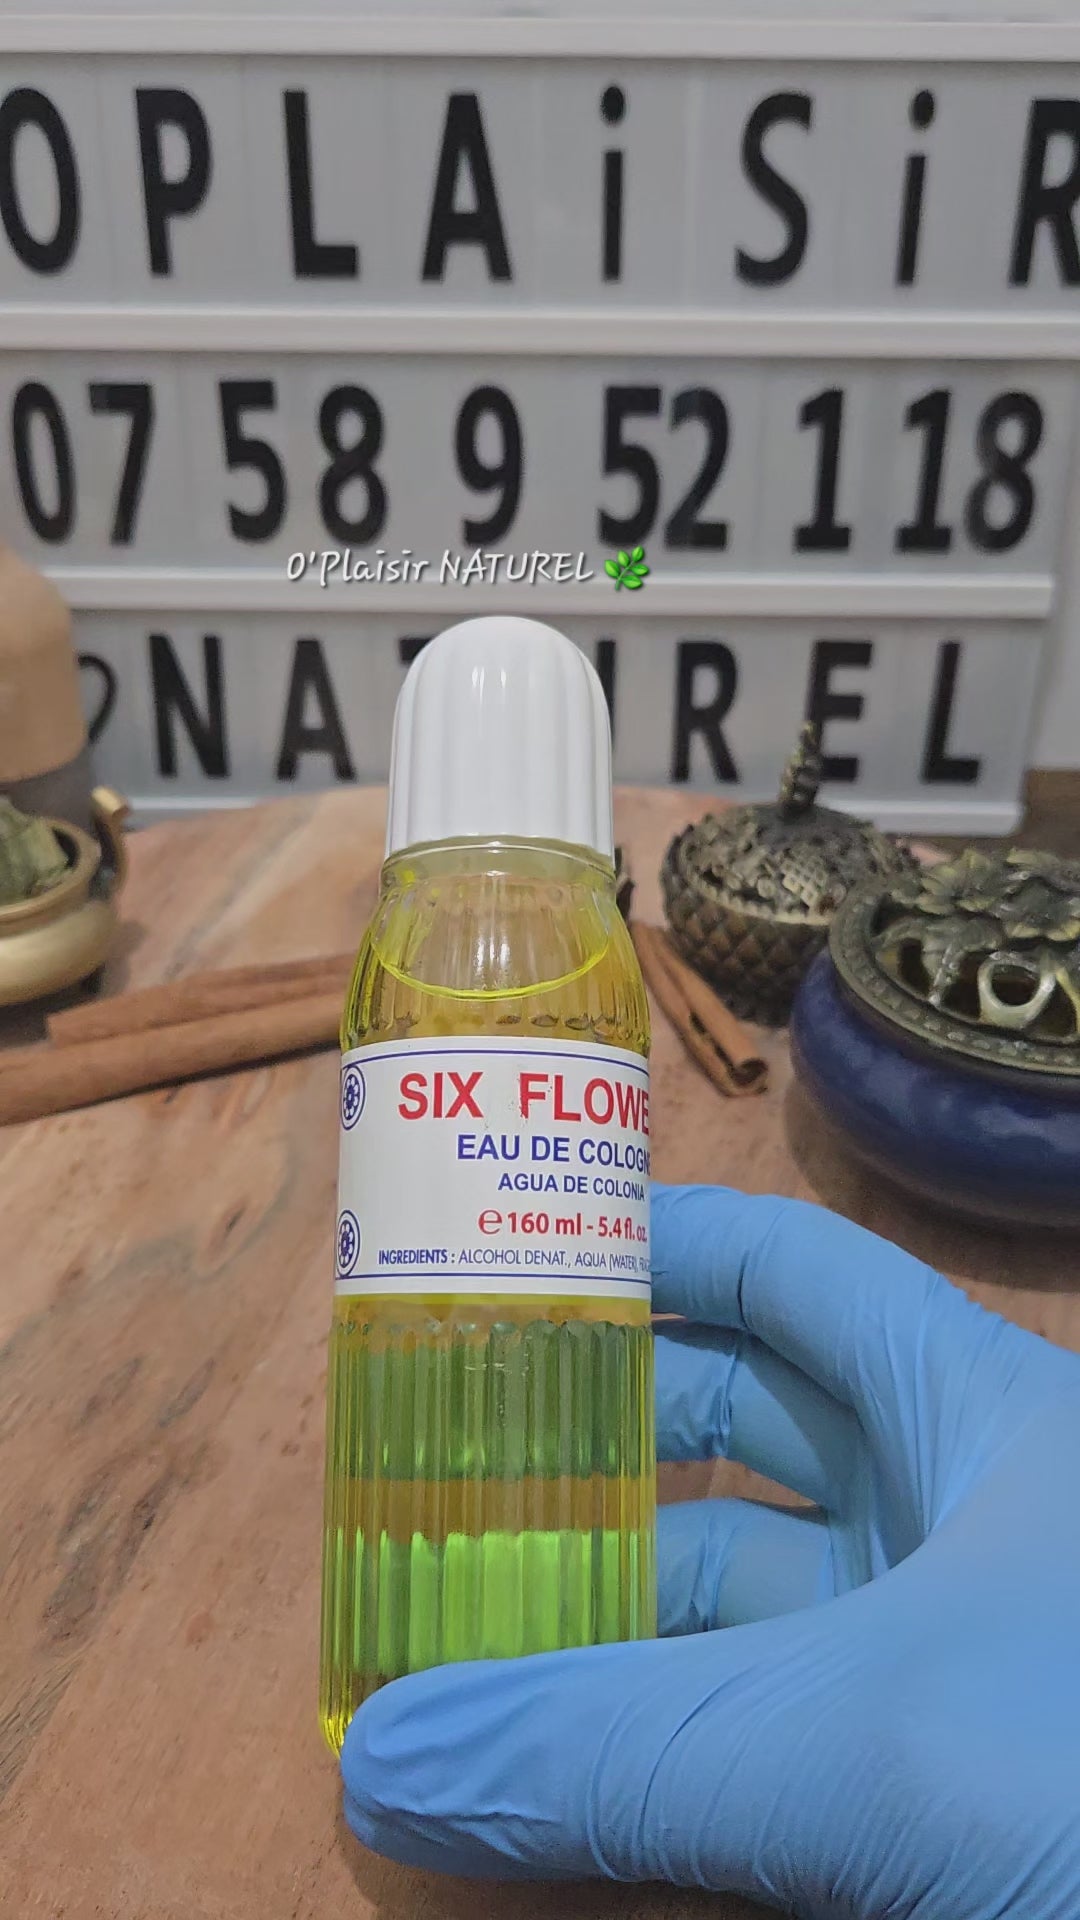 OPLAiSiR
07 58 9 52 118
O'Plaisir NATUREL
NATUREL
SIX FLOWE
EAU DE COLOGN
AGUA DE COLONIA
℮160 ml - 5.4 fl. oz.
INGREDIENTS : ALCOHOL DENAT., AQUA (WATER),